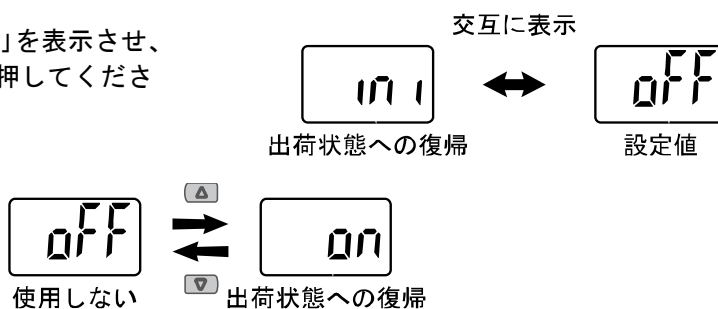 」を表示させ、
押してくださ
交互に表示
ini
oFF
出荷状態への復帰
設定値
oFF
on
使用しない
出荷状態への復帰